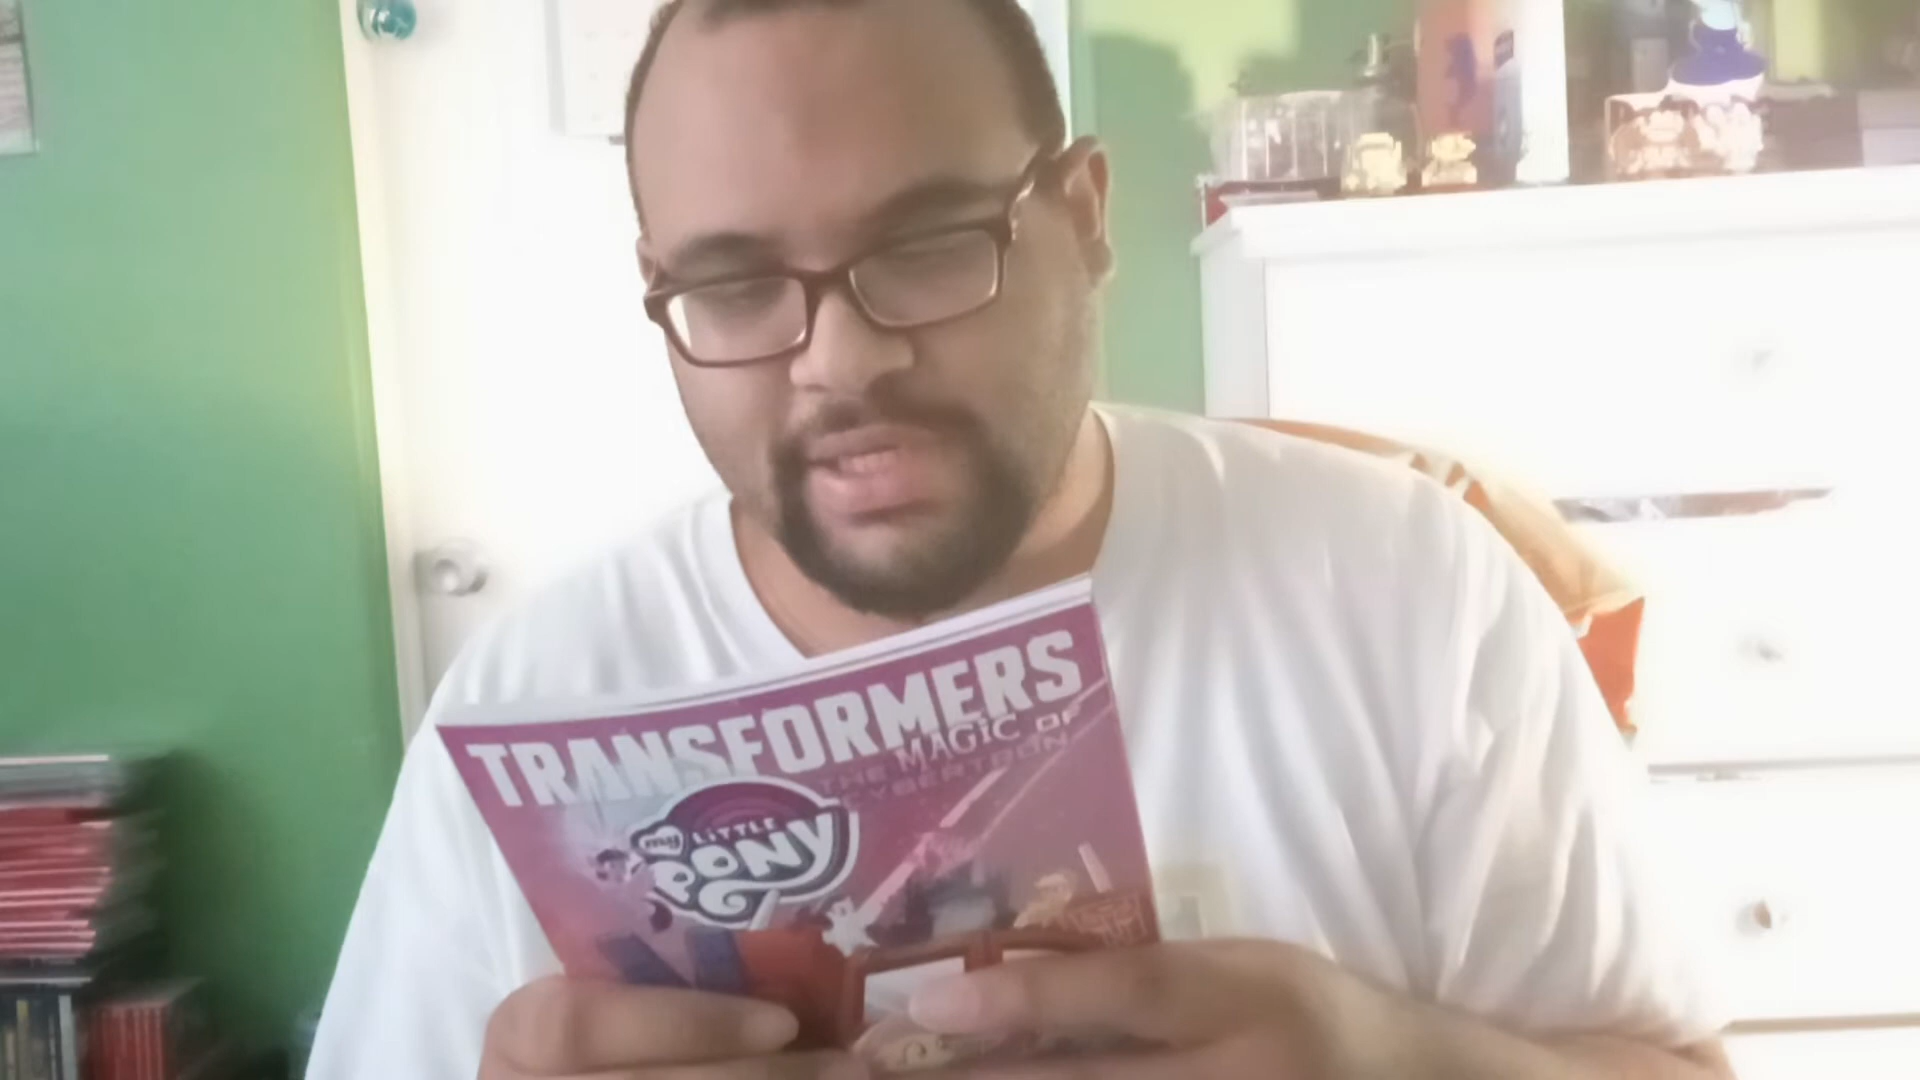 TRANSFORMERS
THE MAGIC OF
CYBERTRON
my LiTTLE
PONY